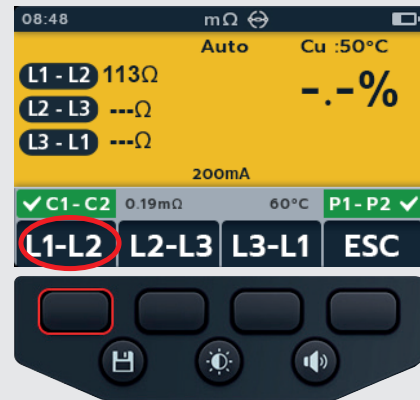 08:48 mΩ
Auto Cu :50°C
L1 - L2 113Ω
-.-%
L2 - L3 ---Ω
L3 - L1 ---Ω
200mA
✓ C1 - C2 0.19mΩ 60°C P1 - P2 ✓
L1-L2 L2-L3 L3-L1 ESC